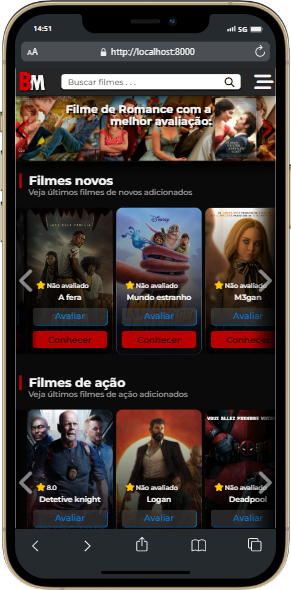 14:51
5G
AA
http://localhost:8000
BM
Buscar filmes . . .
Filme de Romance com a
melhor avaliação:
Filmes novos
Veja últimos filmes de novos adicionados
Disney
Não avaliado
Não avaliado
Não avaliado
A fera
Mundo estranho
M3gan
Avaliar
Avaliar
Avaliar
Conhecer
Conhecer
Conhecer
Filmes de ação
Veja últimos filmes de ação adicionados
VOUS ALLEZ PRENDRE
8.0
Não avaliado
Não avaliado
Detetive knight
Logan
Deadpool
Avaliar
Avaliar
Avaliar